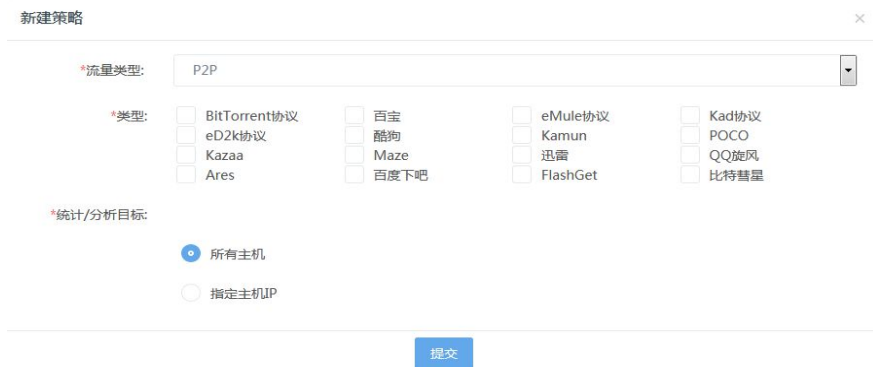 新建策略 ×
*流量类型: P2P
*类型: BitTorrent协议 百宝 eMule协议 Kad协议
eD2k协议 酷狗 Kamun POCO
Kazaa Maze 迅雷 QQ旋风
Ares 百度下吧 FlashGet 比特彗星
*统计/分析目标:
所有主机
指定主机IP
提交